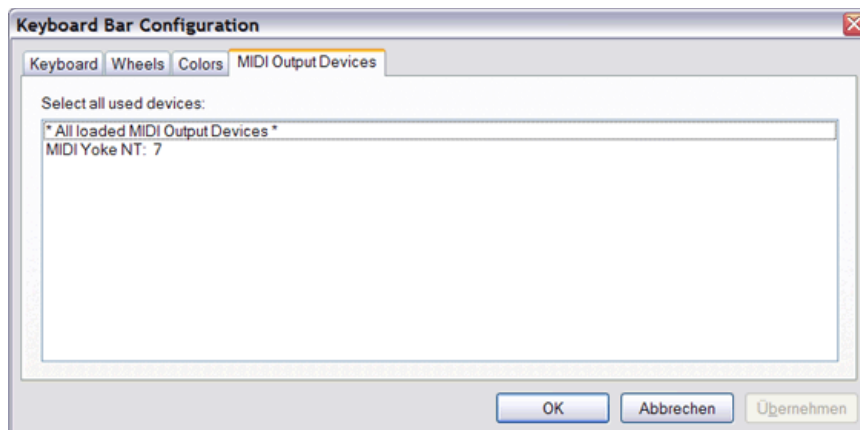 Keyboard Bar Configuration
Keyboard Wheels Colors MIDI Output Devices
Select all used devices:
* All loaded MIDI Output Devices *
MIDI Yoke NT: 7
OK Abbrechen Übernehmen